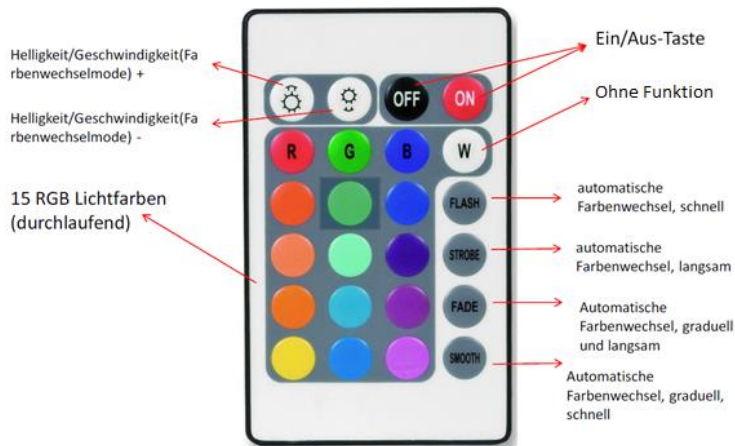 Helligkeit/Geschwindigkeit(Fa
rbenwechselmode) +
Helligkeit/Geschwindigkeit(Fa
rbenwechselmode) -
15 RGB Lichtfarben
(durchlaufend)
OFF
ON
R
G
B
W
FLASH
STROBE
FADE
SMOOTH
Ein/Aus-Taste
Ohne Funktion
automatische
Farbenwechsel, schnell
automatische
Farbenwechsel, langsam
Automatische
Farbenwechsel, graduell
und langsam
Automatische
Farbenwechsel, graduell,
schnell